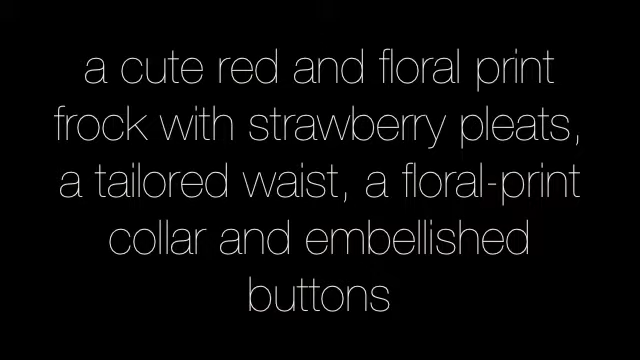 a cute red and floral print
frock with strawberry pleats,
a tailored waist, a floral-print
collar and embellished
buttons